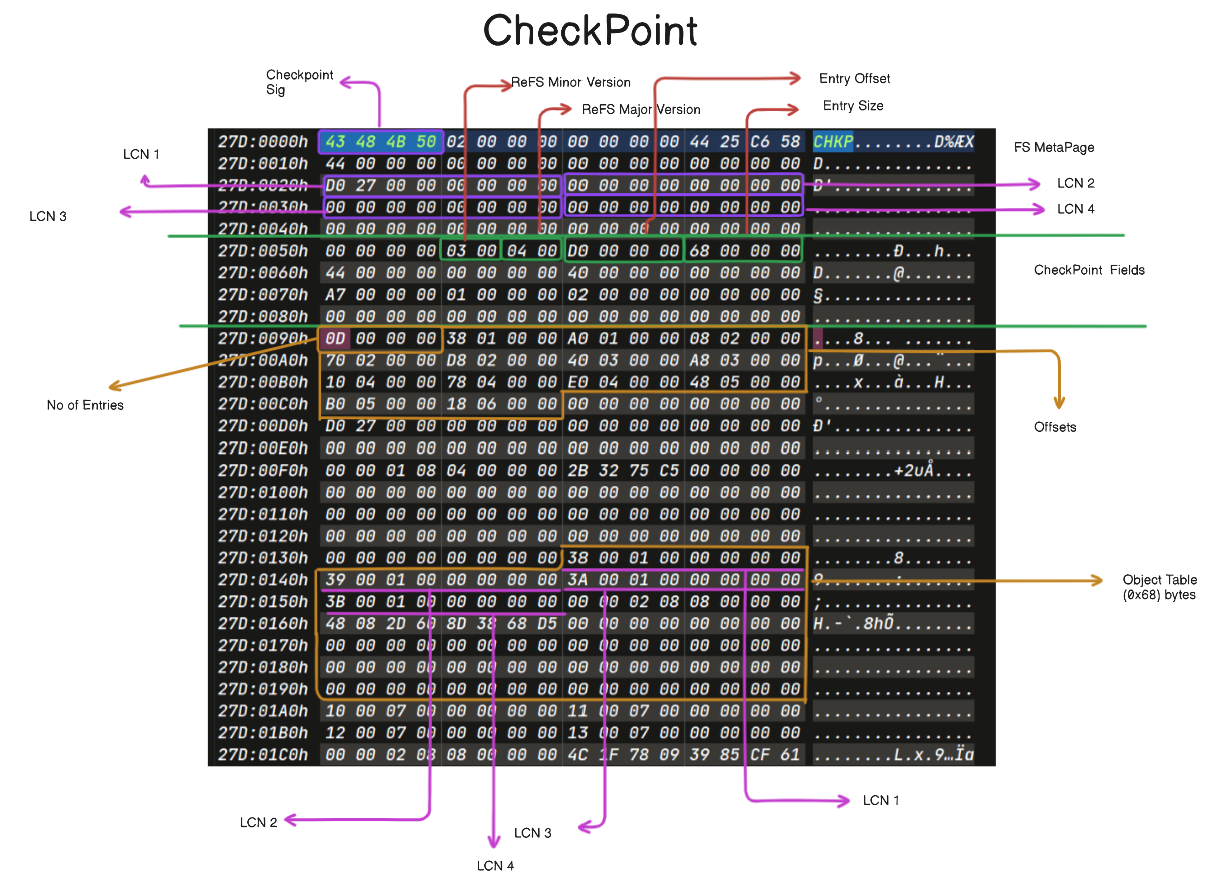 CheckPoint
Checkpoint
Sig
ReFS Minor Version
ReFS Major Version
Entry Offset
Entry Size
LCN 1
FS MetaPage
LCN 2
LCN 3
LCN 4
CheckPoint Fields
No of Entries
Offsets
Object Table
(0x68) bytes
27D:0000h 43 48 4B 50 02 00 00 00 00 00 00 00 44 25 C6 58 CHKP........D%ÆX
27D:0010h 44 00 00 00 00 00 00 00 00 00 00 00 00 00 00 00 D...............
27D:0020h D0 27 00 00 00 00 00 00 00 00 00 00 00 00 00 00 Ð'..............
27D:0030h 00 00 00 00 00 00 00 00 00 00 00 00 00 00 00 00 ................
27D:0040h 00 00 00 00 00 00 00 00 00 00 00 00 00 00 00 00 ................
27D:0050h 00 00 00 00 03 00 04 00 D0 00 00 00 68 00 00 00 ........Ð...h...
27D:0060h 44 00 00 00 00 00 00 00 40 00 00 00 00 00 00 00 D.......@.......
27D:0070h A7 00 00 00 01 00 00 00 02 00 00 00 00 00 00 00 §...............
27D:0080h 00 00 00 00 00 00 00 00 00 00 00 00 00 00 00 00 ................
27D:0090h 0D 00 00 00 38 01 00 00 A0 01 00 00 08 02 00 00 ....8... .......
27D:00A0h 70 02 00 00 D8 02 00 00 40 03 00 00 A8 03 00 00 p...Ø...@...¨...
27D:00B0h 10 04 00 00 78 04 00 00 E0 04 00 00 48 05 00 00 ....x...à...H...
27D:00C0h B0 05 00 00 18 06 00 00 00 00 00 00 00 00 00 00 °...............
27D:00D0h D0 27 00 00 00 00 00 00 00 00 00 00 00 00 00 00 Ð'..............
27D:00E0h 00 00 00 00 00 00 00 00 00 00 00 00 00 00 00 00 ................
27D:00F0h 00 00 01 08 04 00 00 00 2B 32 75 C5 00 00 00 00 ........+2uÅ....
27D:0100h 00 00 00 00 00 00 00 00 00 00 00 00 00 00 00 00 ................
27D:0110h 00 00 00 00 00 00 00 00 00 00 00 00 00 00 00 00 ................
27D:0120h 00 00 00 00 00 00 00 00 00 00 00 00 00 00 00 00 ................
27D:0130h 00 00 00 00 00 00 00 00 38 00 01 00 00 00 00 00 ........8.......
27D:0140h 39 00 01 00 00 00 00 00 3A 00 01 00 00 00 00 00 9.......:.......
27D:0150h 3B 00 01 00 00 00 00 00 00 00 02 08 08 00 00 00 ;...............
27D:0160h 48 08 2D 60 8D 38 68 D5 00 00 00 00 00 00 00 00 H.-`.8hÕ........
27D:0170h 00 00 00 00 00 00 00 00 00 00 00 00 00 00 00 00 ................
27D:0180h 00 00 00 00 00 00 00 00 00 00 00 00 00 00 00 00 ................
27D:0190h 00 00 00 00 00 00 00 00 00 00 00 00 00 00 00 00 ................
27D:01A0h 10 00 07 00 00 00 00 00 11 00 07 00 00 00 00 00 ................
27D:01B0h 12 00 07 00 00 00 00 00 13 00 07 00 00 00 00 00 ................
27D:01C0h 00 00 02 08 08 00 00 00 4C 1F 78 09 39 85 CF 61 ........L.x.9…Ïa
LCN 1
LCN 2
LCN 3
LCN 4